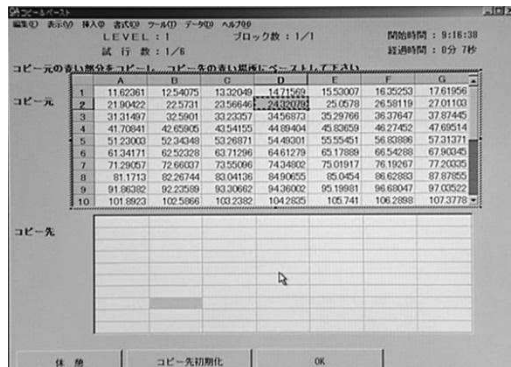 コピー&ペースト
編集(E) 表示(V) 挿入(I) 書式(O) ツール(T) データ(D) ヘルプ(H)
LEVEL : 1 ブロック数 : 1/1 開始時間 : 9:16:38
試 行 数 : 1/6 経過時間 : 0分 7秒
コピー元の青い部分をコピーし、コピー先の青い場所にペーストして下さい
コピー元
A B C D E F G
1 11.62361 12.54075 13.32049 14.71569 15.53007 16.35253 17.61956
2 21.90422 22.5731 23.56646 24.32079 25.0578 26.58119 27.01103
3 31.31497 32.5901 33.23357 34.56873 35.29766 36.37647 37.87445
4 41.70841 42.65905 43.54155 44.89404 45.83659 46.27452 47.69514
5 51.23003 52.34348 53.26871 54.49301 55.55451 56.83886 57.31371
6 61.34171 62.52328 63.71296 64.61279 65.17889 66.54288 67.90345
7 71.29057 72.66037 73.55096 74.34802 75.01917 76.19267 77.20335
8 81.1713 82.26744 83.04136 84.90655 85.0454 86.62883 87.87855
9 91.86382 92.23589 93.30662 94.36002 95.19981 96.68047 97.03522
10 101.8923 102.5866 103.2382 104.2835 105.741 106.2898 107.3778
コピー先
休 憩 コピー先初期化 OK